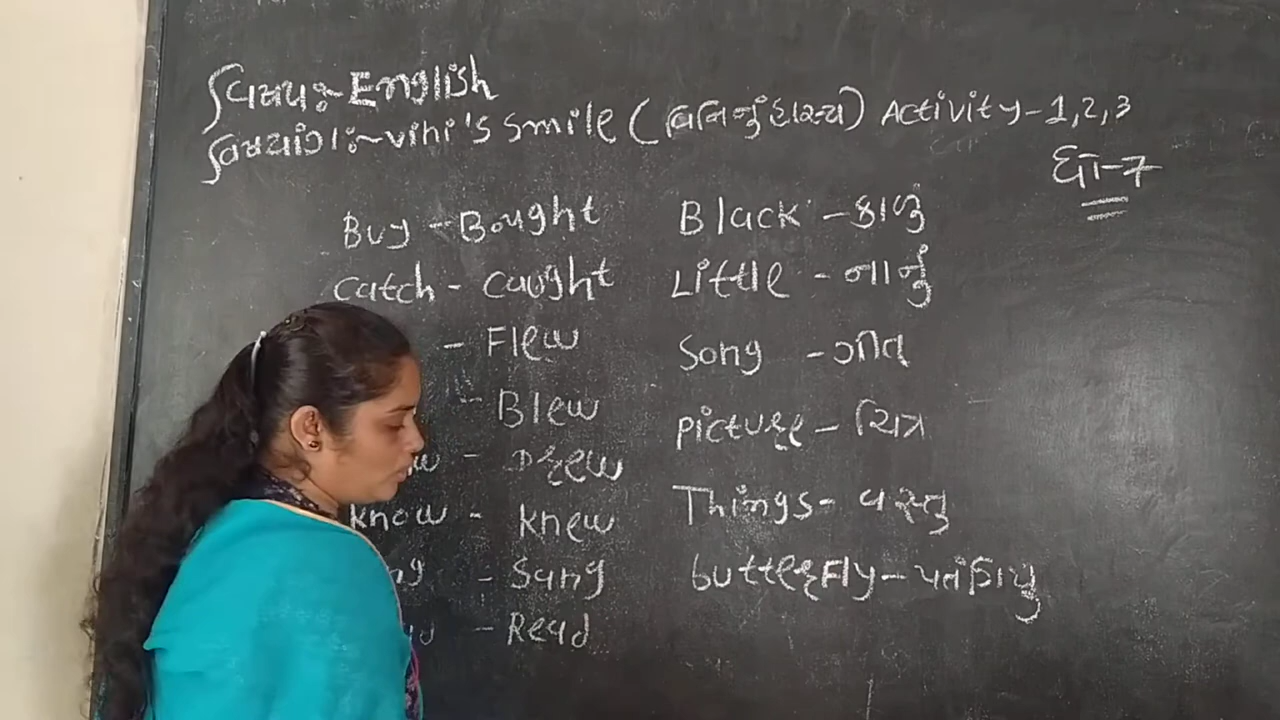 વિષય:- English
વિષયાંગ:- vini's smile (વિનિનું હાસ્ય) Activity-1,2,3
ધો-7
Buy - Bought
Catch - Caught
- Flew
- Blew
- Drew
Know - Knew
- Sang
- Read
Black - કાળું
Little - નાનું
Song - ગીત
picture - ચિત્ર
Things - વસ્તુ
butterFly - પતંગિયું